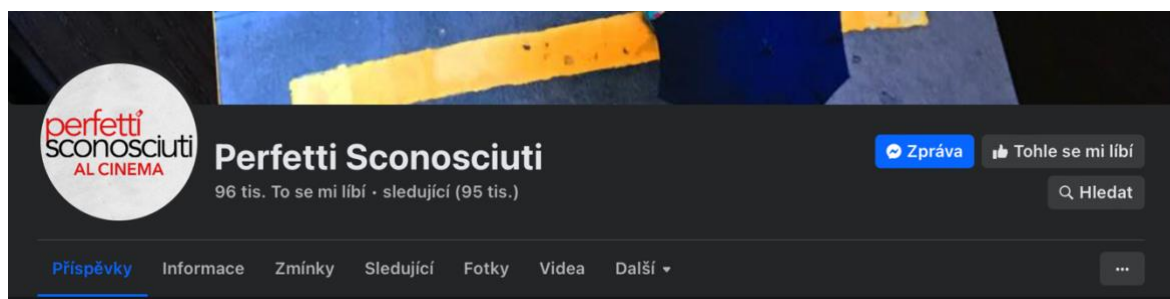 perfetti
sconosciuti
AL CINEMA
Perfetti Sconosciuti
96 tis. To se mi líbí · sledující (95 tis.)
Zpráva
Tohle se mi líbí
Hledat
Příspěvky Informace Zmínky Sledující Fotky Videa Další